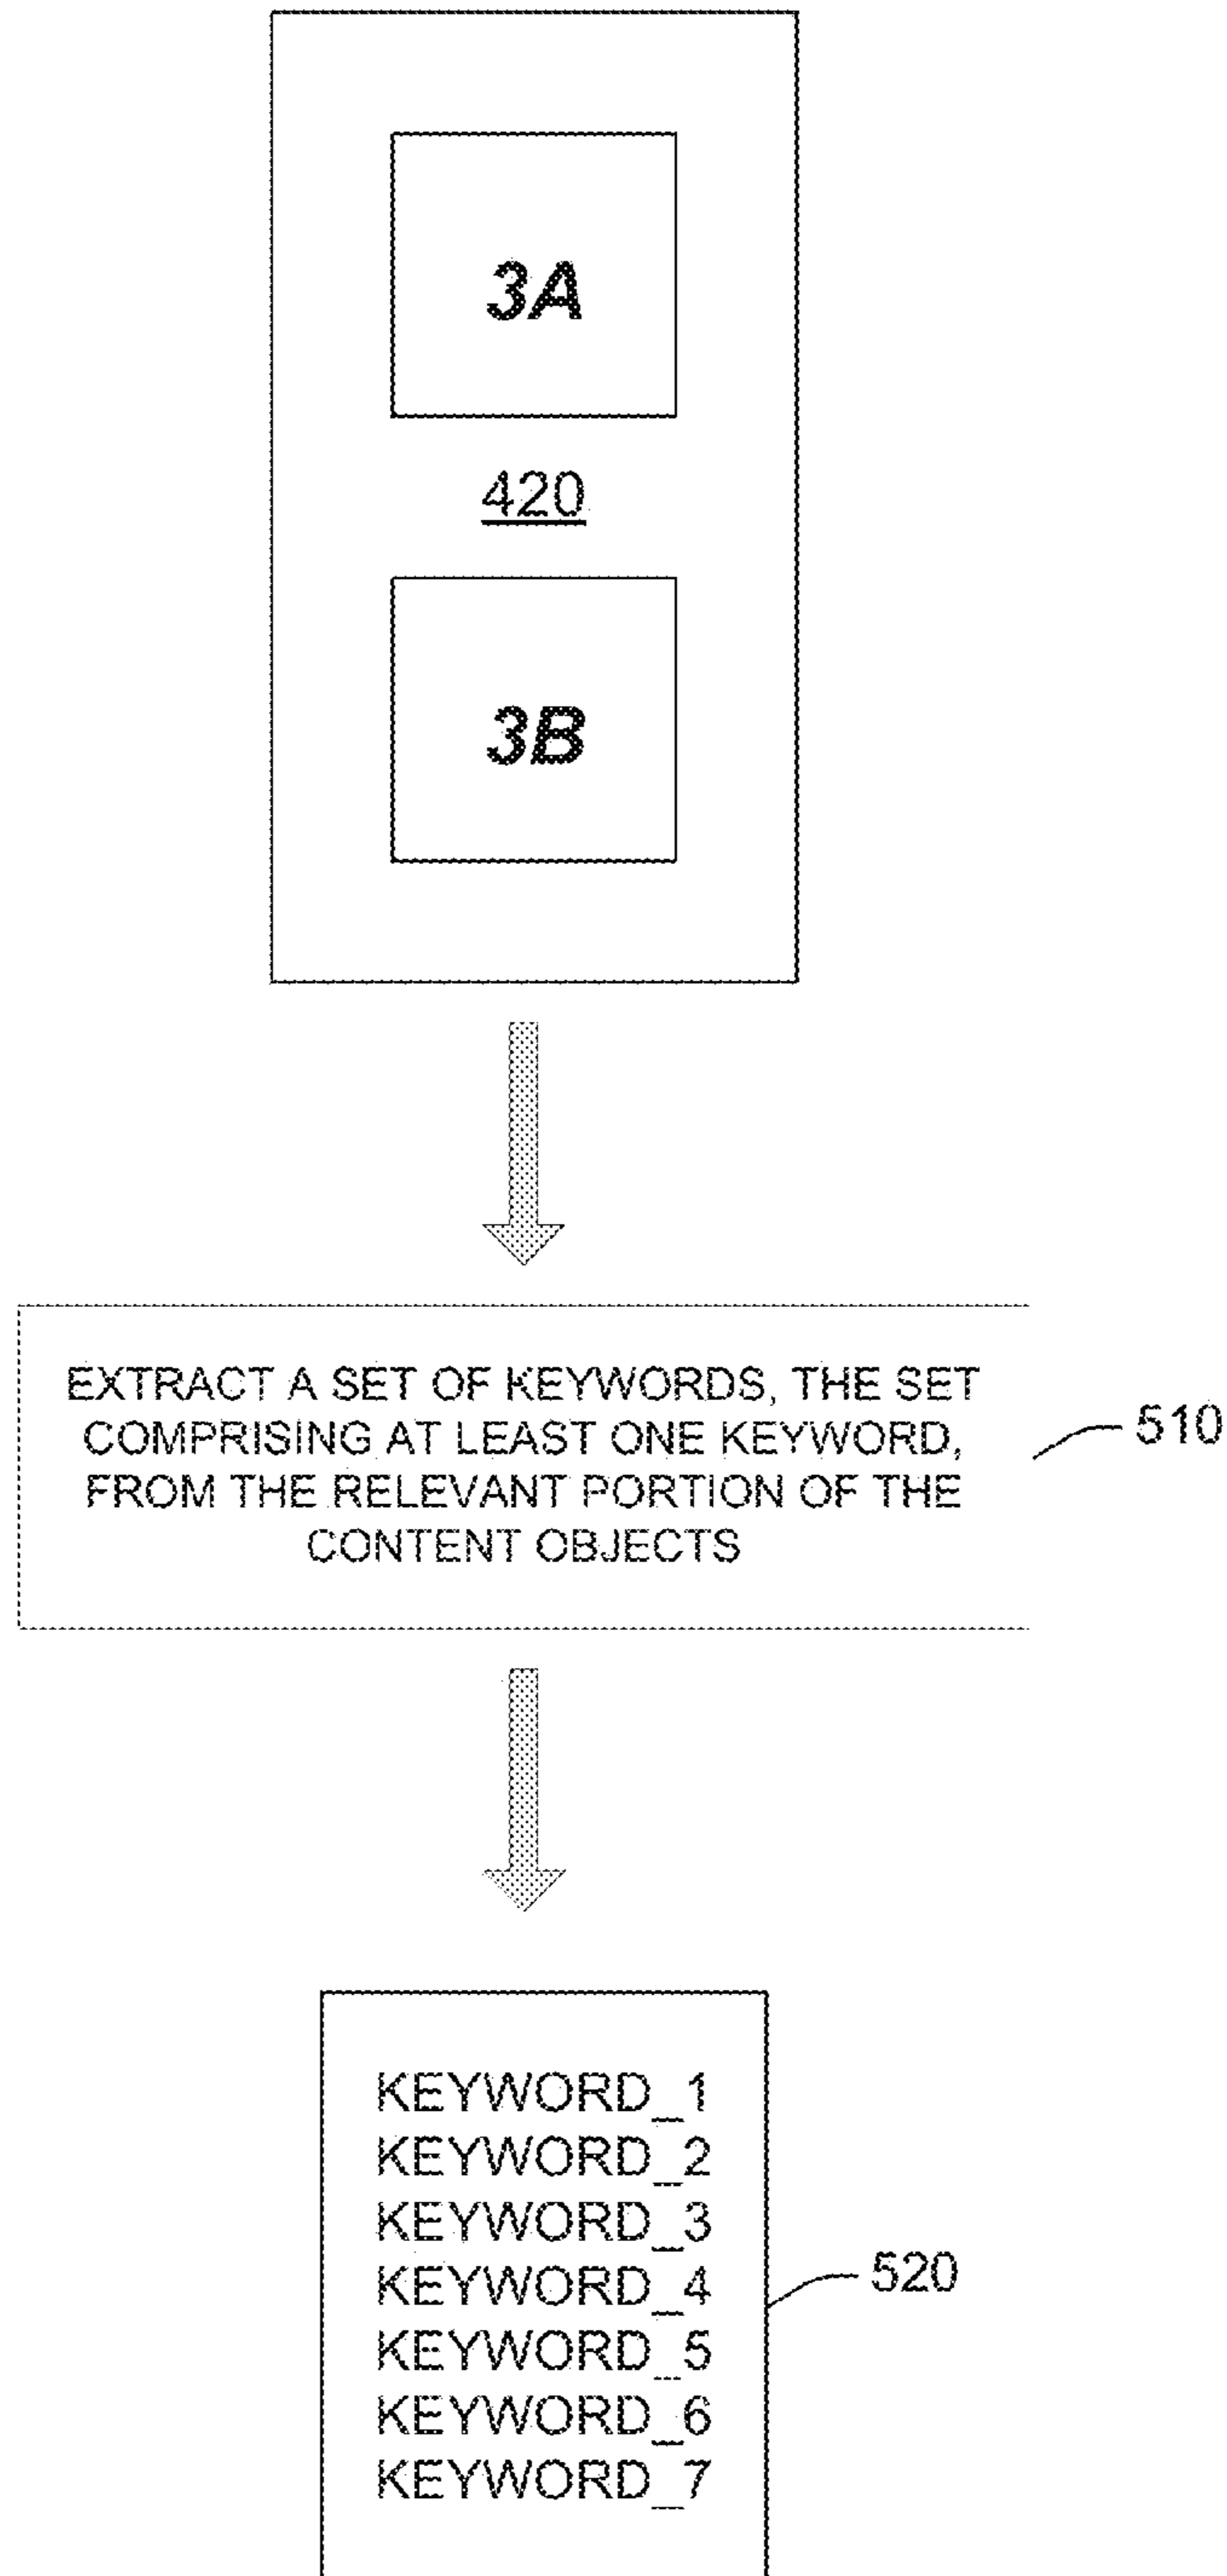 3A
420
3B
EXTRACT A SET OF KEYWORDS, THE SET
COMPRISING AT LEAST ONE KEYWORD,
FROM THE RELEVANT PORTION OF THE
CONTENT OBJECTS
510
KEYWORD_1
KEYWORD_2
KEYWORD_3
KEYWORD_4
KEYWORD_5
KEYWORD_6
KEYWORD_7
520